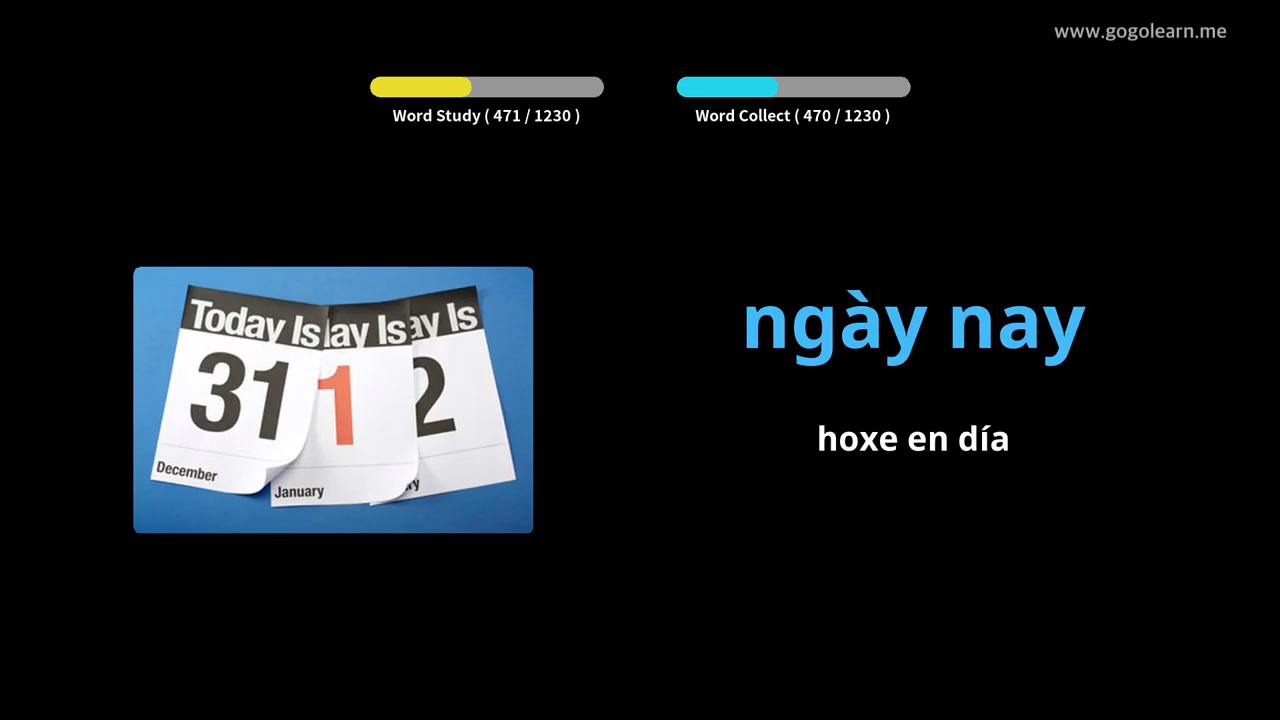 www.gogolearn.me
Word Study ( 471 / 1230 )
Word Collect ( 470 / 1230 )
Today Is
ay Is
ay Is
31
1
2
December
January
ngày nay
hoxe en día